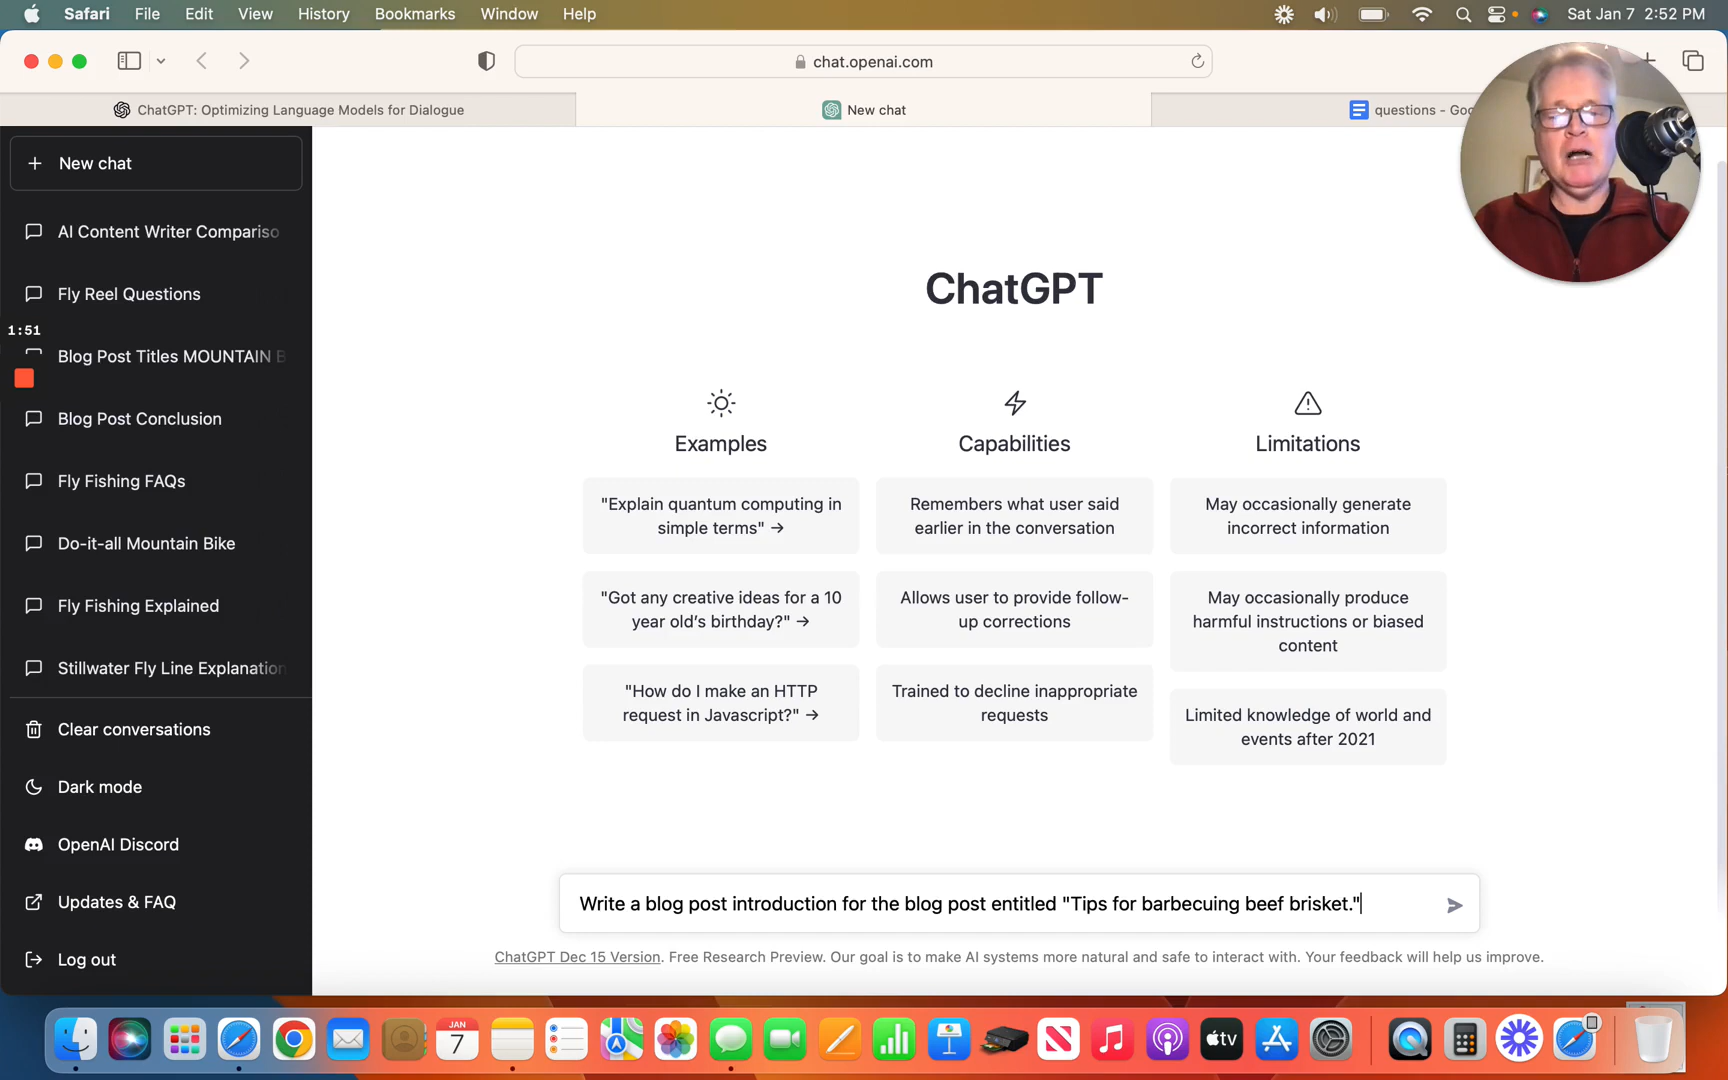 Safari File Edit View History Bookmarks Window Help Sat Jan 7 2:52 PM
chat.openai.com
ChatGPT: Optimizing Language Models for Dialogue
New chat
questions - Goo
New chat
AI Content Writer Compariso
Fly Reel Questions
1:51
Blog Post Titles MOUNTAIN B
Blog Post Conclusion
Fly Fishing FAQs
Do-it-all Mountain Bike
Fly Fishing Explained
Stillwater Fly Line Explanation
Clear conversations
Dark mode
OpenAI Discord
Updates & FAQ
Log out
ChatGPT
Examples
"Explain quantum computing in
simple terms" →
"Got any creative ideas for a 10
year old's birthday?" →
"How do I make an HTTP
request in Javascript?" →
Capabilities
Remembers what user said
earlier in the conversation
Allows user to provide follow-
up corrections
Trained to decline inappropriate
requests
Limitations
May occasionally generate
incorrect information
May occasionally produce
harmful instructions or biased
content
Limited knowledge of world and
events after 2021
Write a blog post introduction for the blog post entitled "Tips for barbecuing beef brisket."
ChatGPT Dec 15 Version. Free Research Preview. Our goal is to make AI systems more natural and safe to interact with. Your feedback will help us improve.
JAN
7
tv